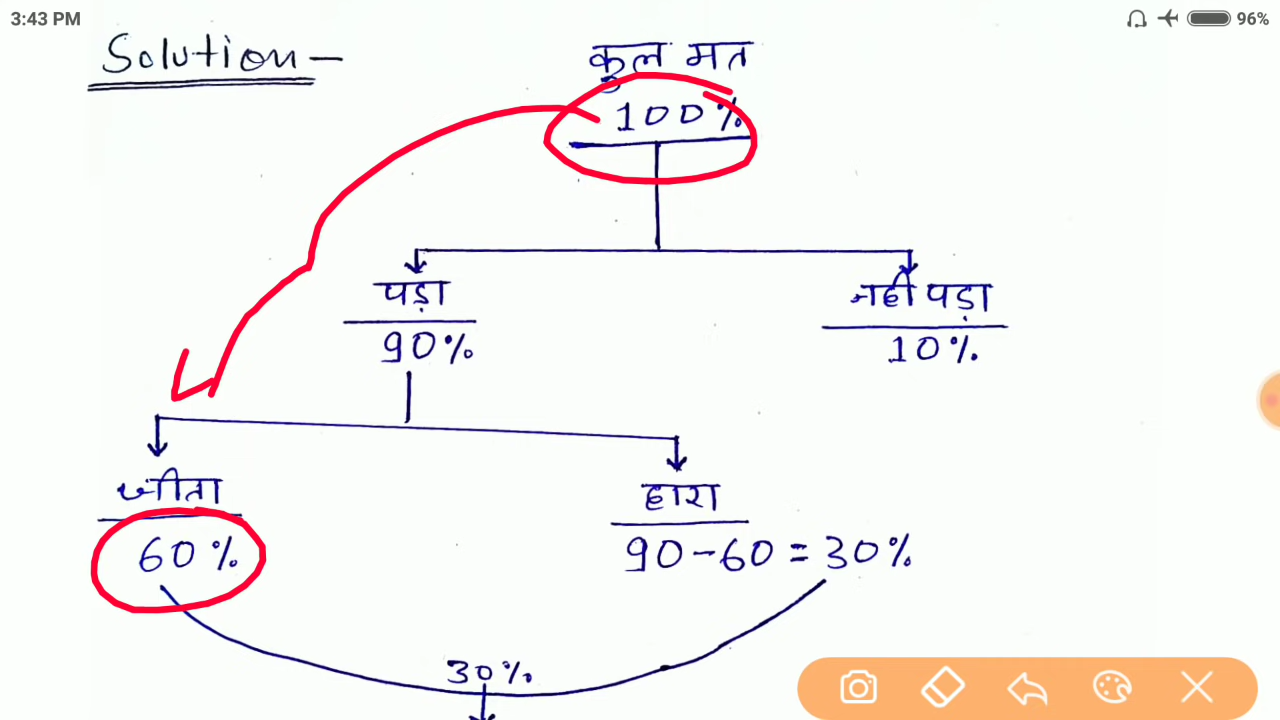 3:43 PM 96%
Solution -
कुल मत
100%
पड़ा नही पड़ा
90% 10%
जीता हारा
60% 90-60 = 30%
30%